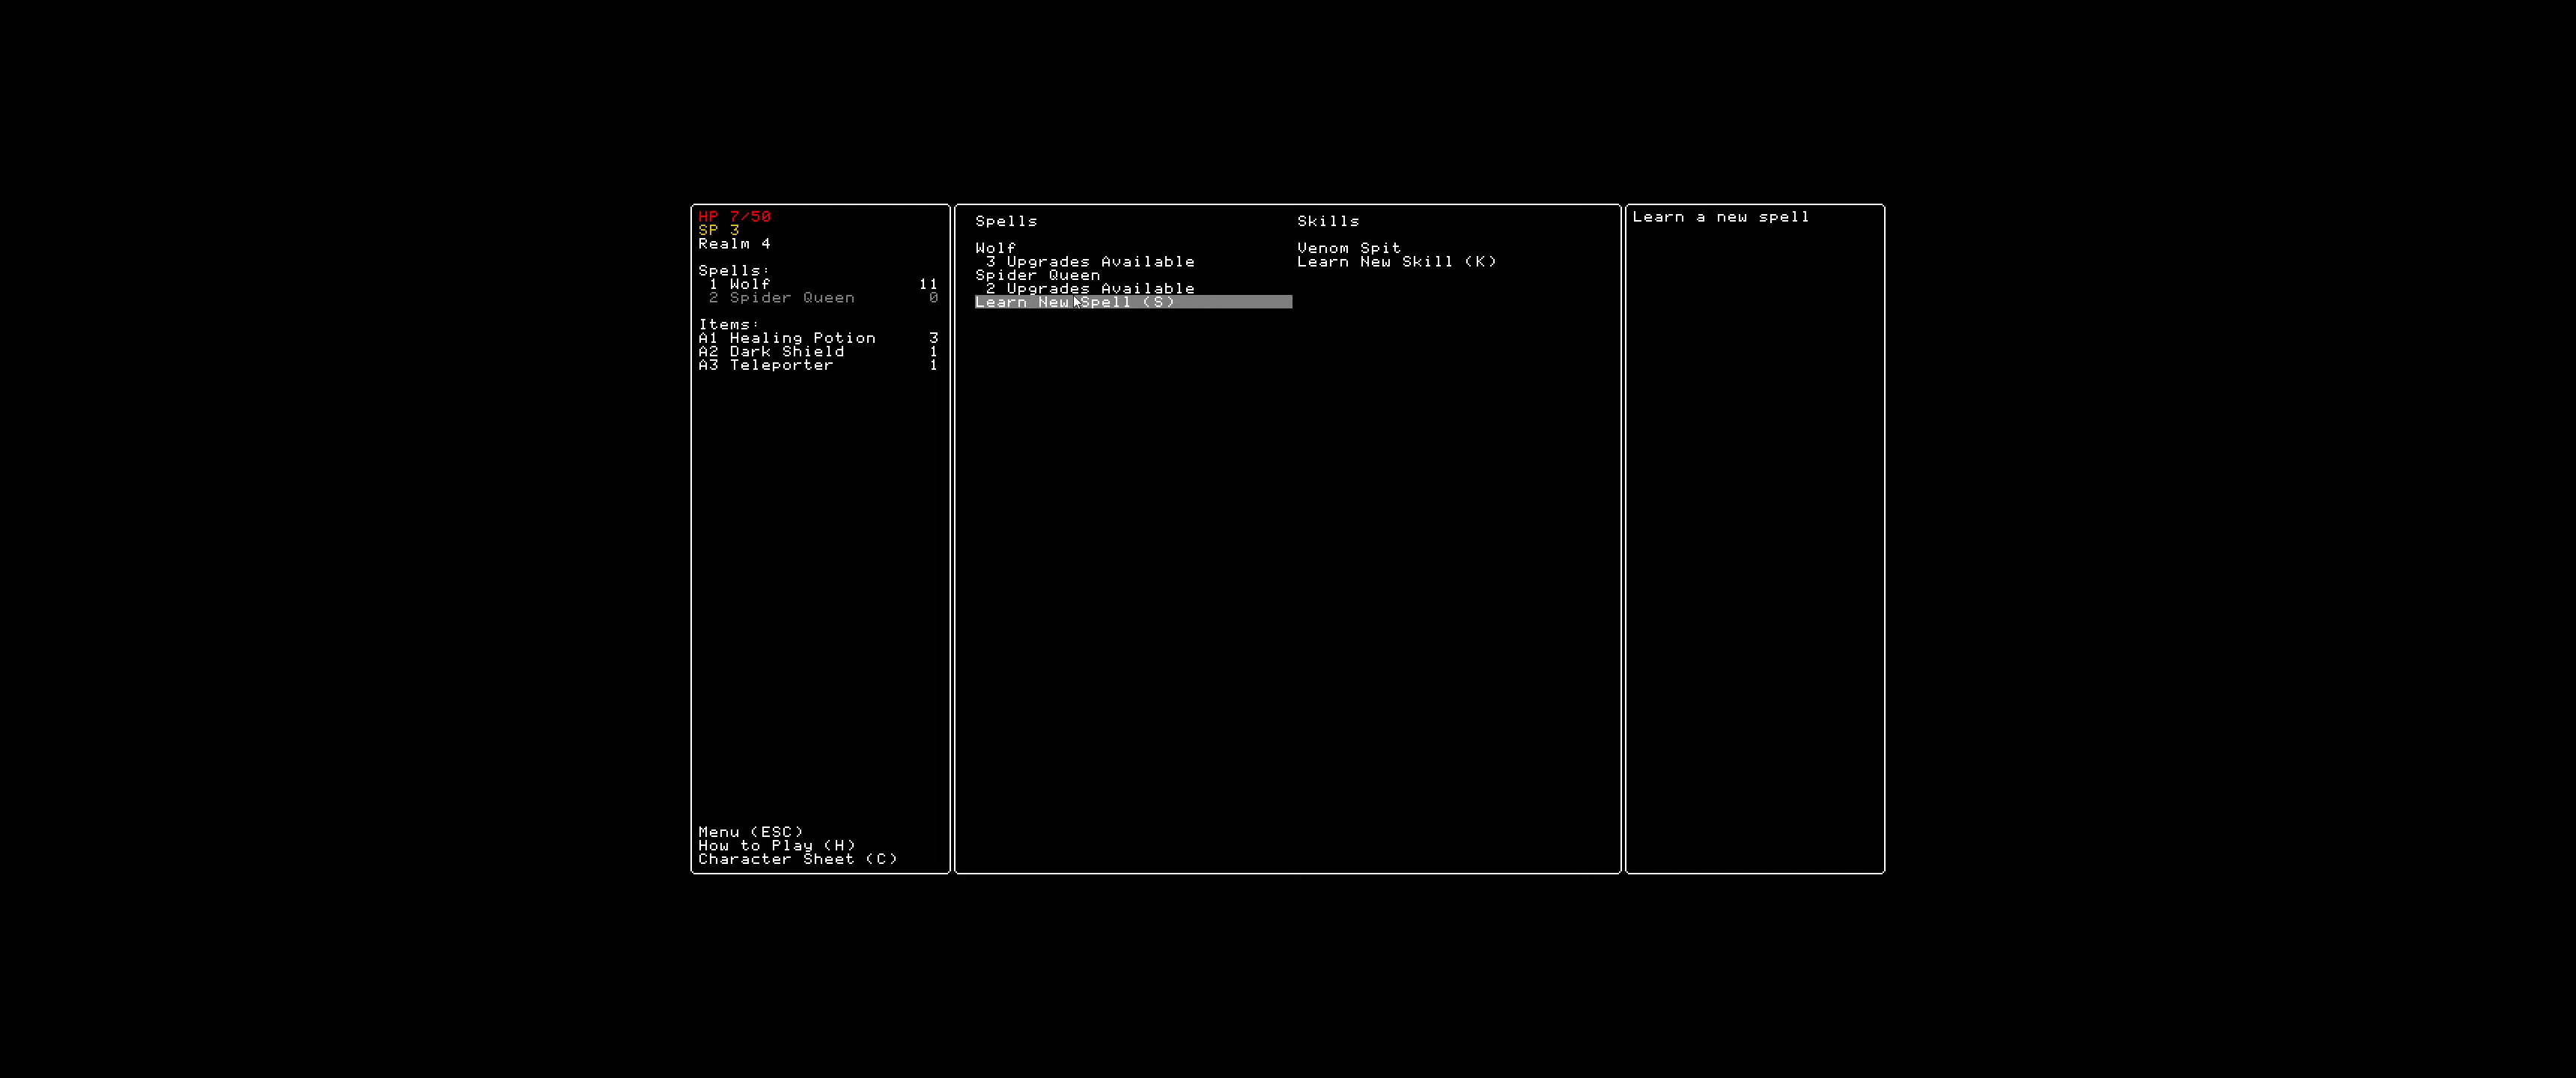 HP 7/50
SP 3
Realm 4
Spells:
1 Wolf 11
2 Spider Queen 0
Items:
A1 Healing Potion 3
A2 Dark Shield 1
A3 Teleporter 1
Menu (ESC)
How to Play (H)
Character Sheet (C)
Spells
Wolf
3 Upgrades Available
Spider Queen
2 Upgrades Available
Learn New Spell (S)
Skills
Venom Spit
Learn New Skill (K)
Learn a new spell